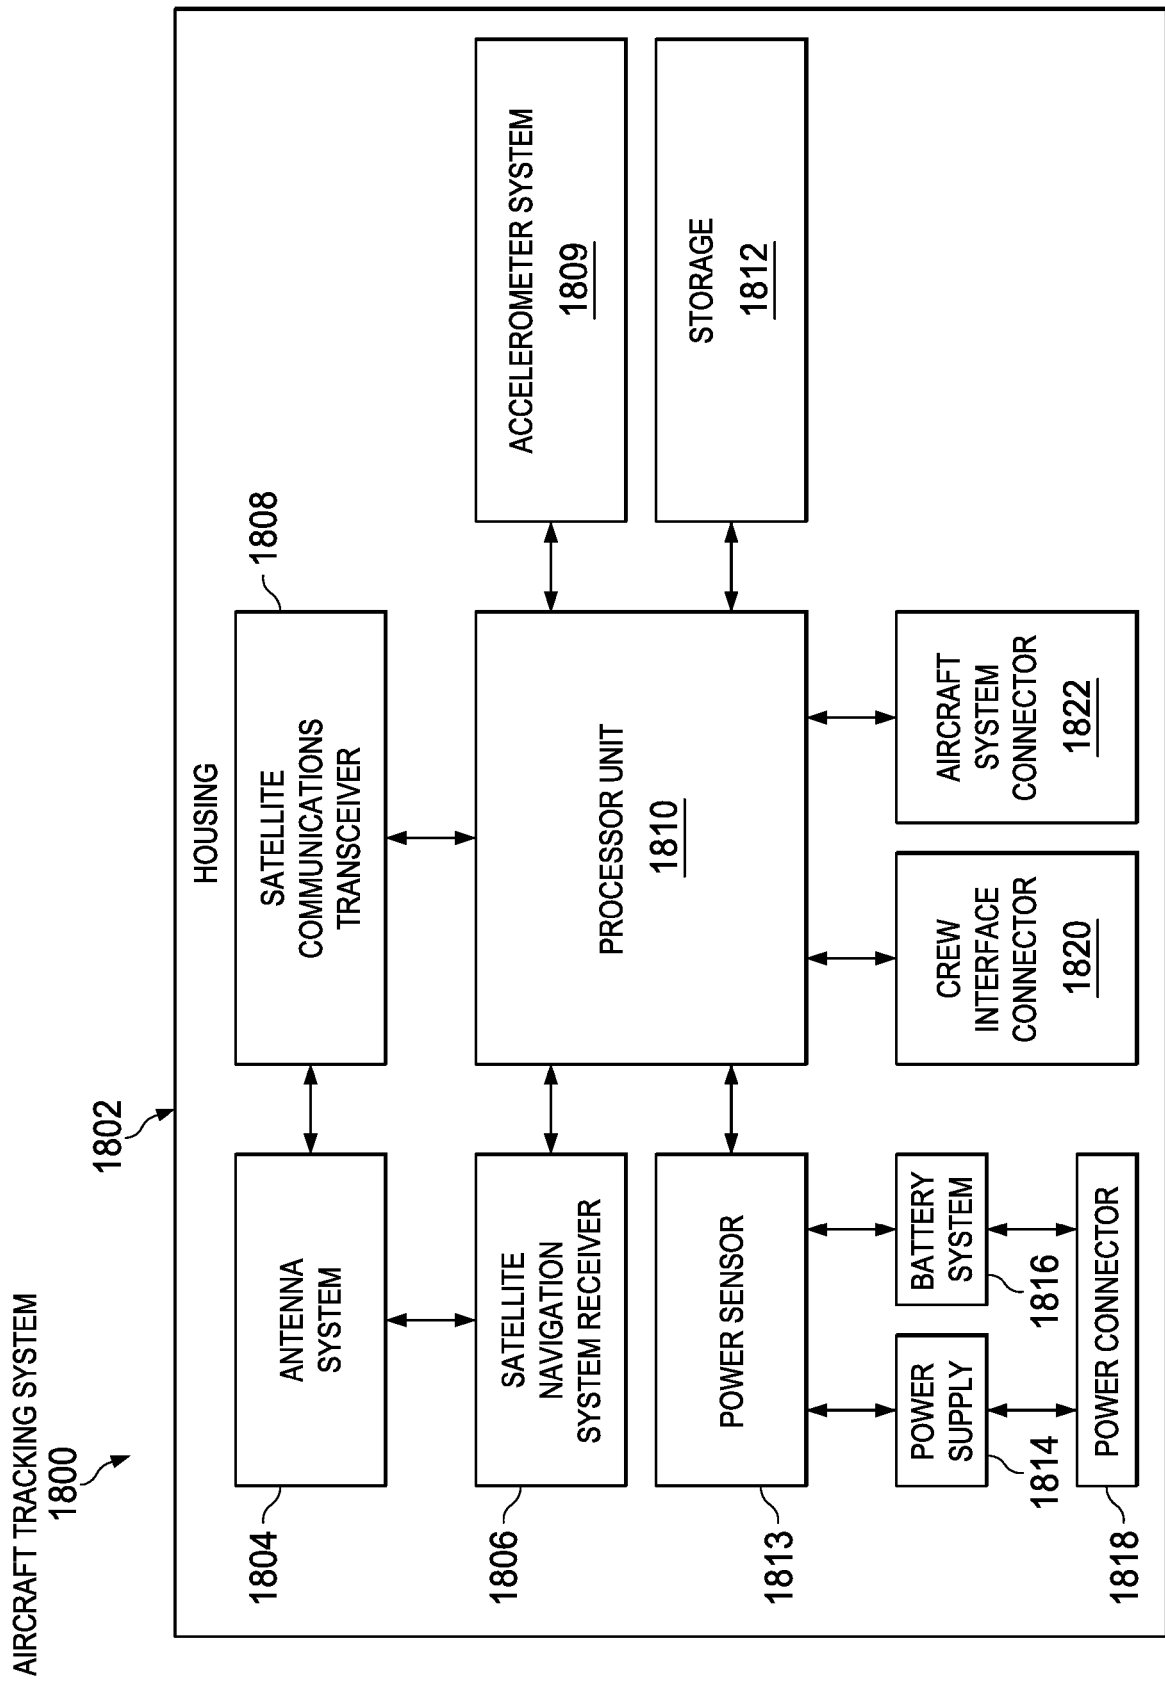 AIRCRAFT TRACKING SYSTEM
1800
1802
HOUSING
1804
ANTENNA
SYSTEM
SATELLITE
COMMUNICATIONS
TRANSCEIVER
1808
1806
SATELLITE
NAVIGATION
SYSTEM RECEIVER
PROCESSOR UNIT
1810
ACCELEROMETER SYSTEM
1809
STORAGE
1812
1813
POWER SENSOR
POWER
SUPPLY
1814
BATTERY
SYSTEM
1816
CREW
INTERFACE
CONNECTOR
1820
AIRCRAFT
SYSTEM
CONNECTOR
1822
1818
POWER CONNECTOR